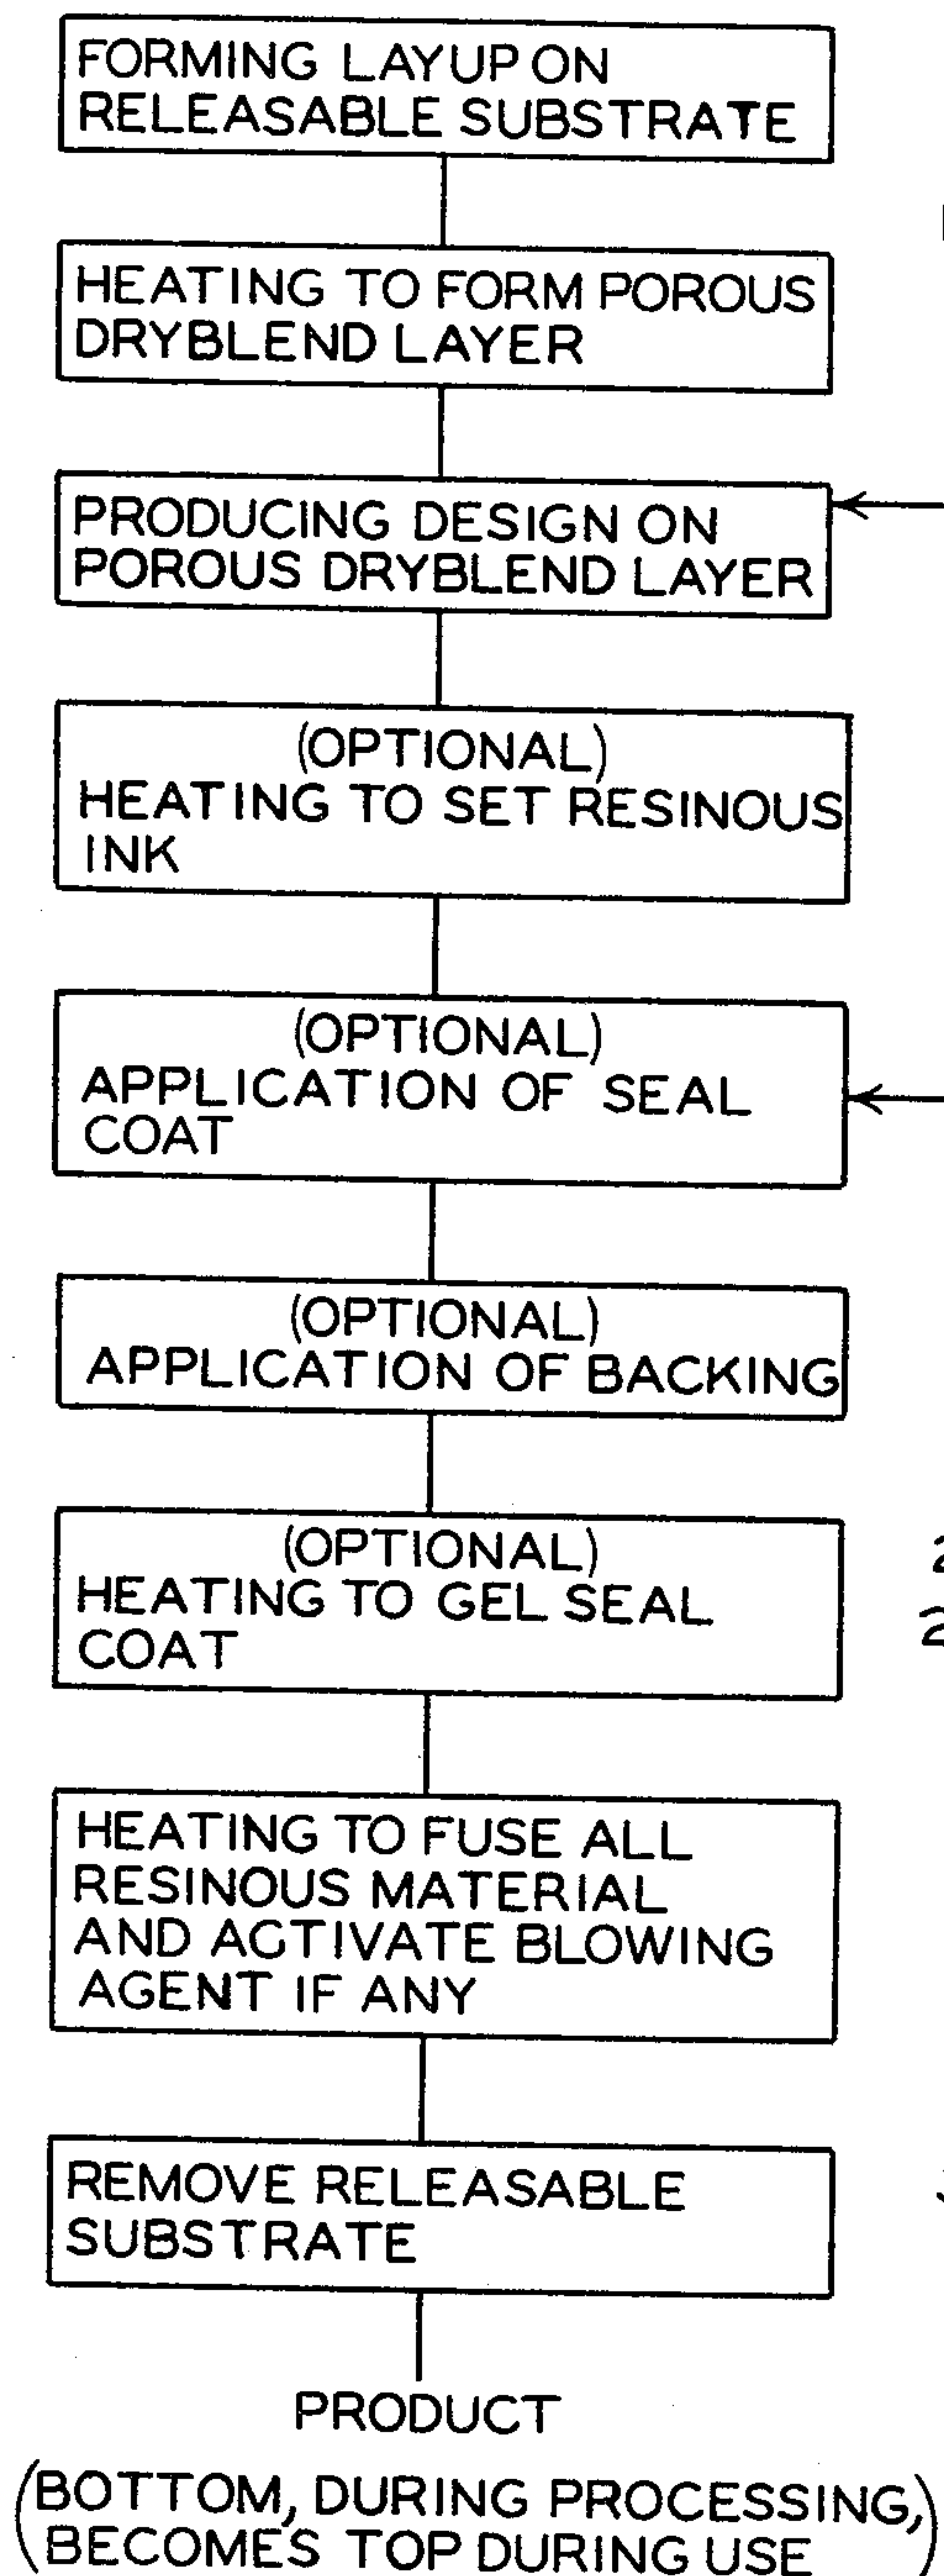 FORMING LAYUP ON
RELEASABLE SUBSTRATE
HEATING TO FORM POROUS
DRYBLEND LAYER
PRODUCING DESIGN ON
POROUS DRYBLEND LAYER
(OPTIONAL)
HEATING TO SET RESINOUS
INK
(OPTIONAL)
APPLICATION OF SEAL
COAT
(OPTIONAL)
APPLICATION OF BACKING
(OPTIONAL)
HEATING TO GEL SEAL
COAT
HEATING TO FUSE ALL
RESINOUS MATERIAL
AND ACTIVATE BLOWING
AGENT IF ANY
REMOVE RELEASABLE
SUBSTRATE
PRODUCT
(BOTTOM, DURING PROCESSING,
BECOMES TOP DURING USE)